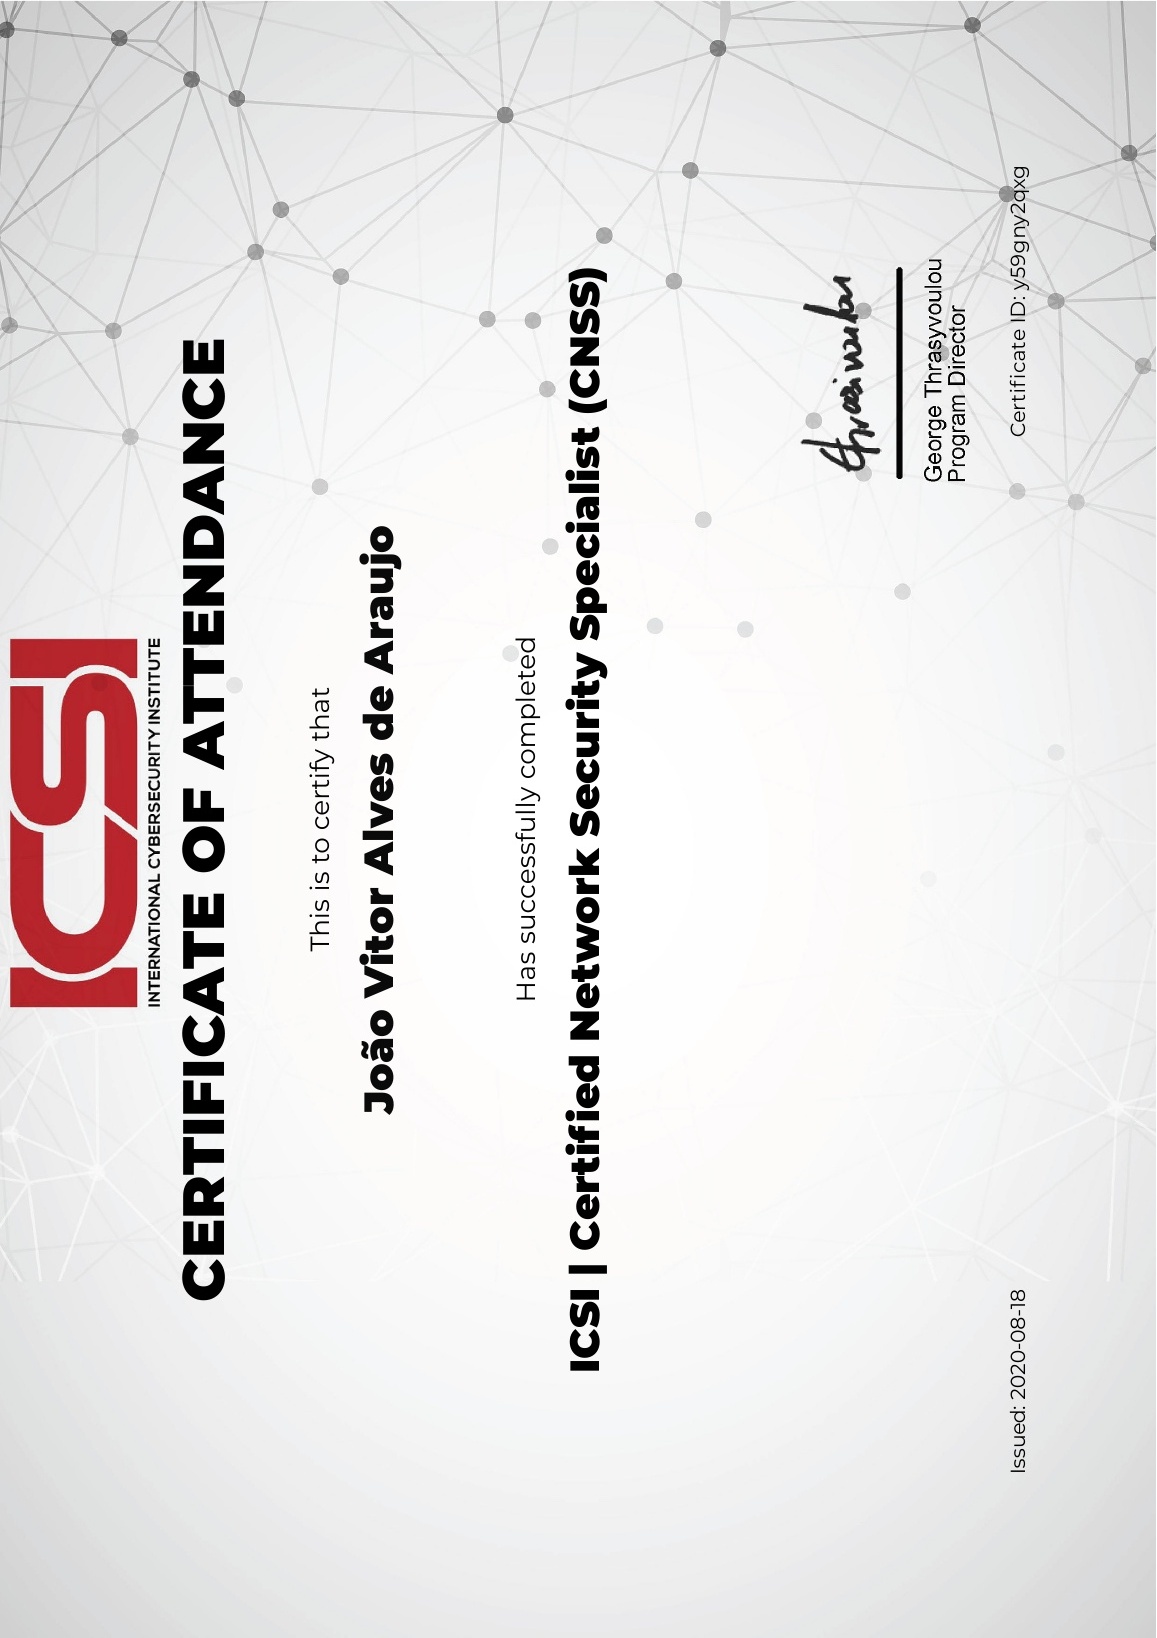 ICSI
INTERNATIONAL CYBERSECURITY INSTITUTE
CERTIFICATE OF ATTENDANCE
This is to certify that
João Vitor Alves de Araujo
Has successfully completed
ICSI | Certified Network Security Specialist (CNSS)
George Thrasyvoulou
Program Director
Issued: 2020-08-18
Certificate ID: y59gny2qxg